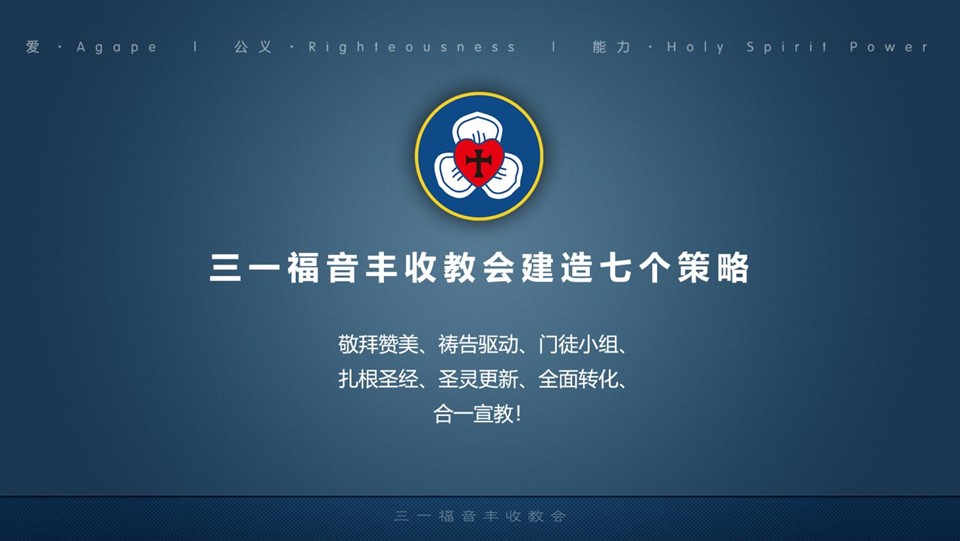 爱·Agape | 公义·Righteousness | 能力·Holy Spirit Power
三一福音丰收教会建造七个策略
敬拜赞美、祷告驱动、门徒小组、
扎根圣经、圣灵更新、全面转化、
合一宣教！
三一福音丰收教会